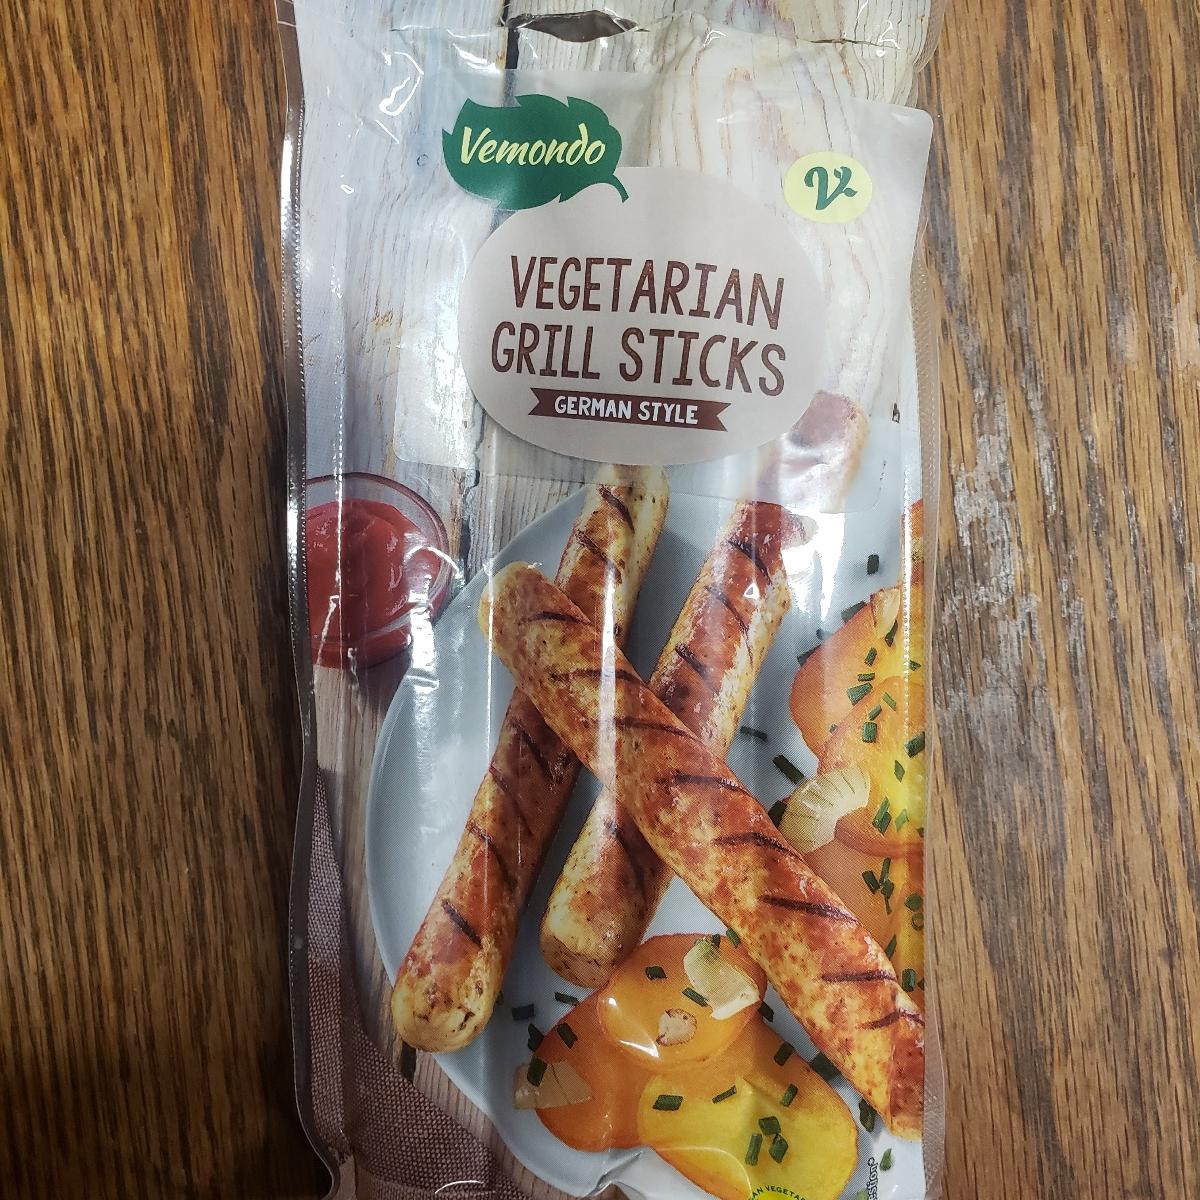 Vemondo
V
VEGETARIAN
GRILL STICKS
GERMAN STYLE